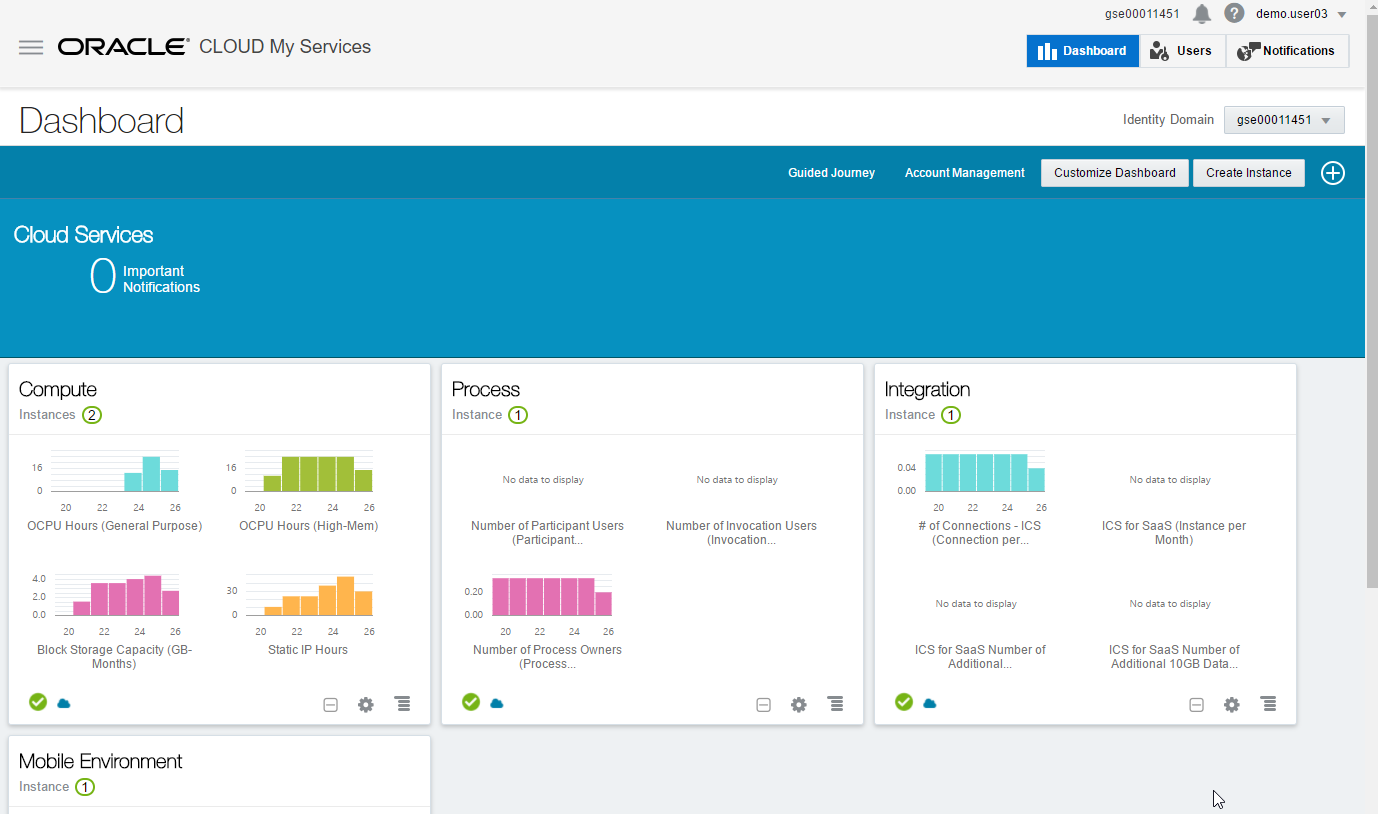 gse00011451 ? demo.user03
ORACLE® CLOUD My Services
Dashboard Users Notifications
Dashboard
Identity Domain gse00011451
Guided Journey Account Management Customize Dashboard Create Instance
Cloud Services
0 Important
Notifications
Compute
Instances 2
16
0
20 22 24 26
OCPU Hours (General Purpose)
16
0
20 22 24 26
OCPU Hours (High-Mem)
4.0
2.0
0.0
20 22 24 26
Block Storage Capacity (GB-
Months)
30
0
20 22 24 26
Static IP Hours
Process
Instance 1
No data to display
Number of Participant Users
(Participant...
No data to display
Number of Invocation Users
(Invocation...
0.20
0.00
20 22 24 26
Number of Process Owners
(Process...
Integration
Instance 1
0.04
0.00
20 22 24 26
# of Connections - ICS
(Connection per...
No data to display
ICS for SaaS (Instance per
Month)
No data to display
ICS for SaaS Number of
Additional...
No data to display
ICS for SaaS Number of
Additional 10GB Data...
Mobile Environment
Instance 1